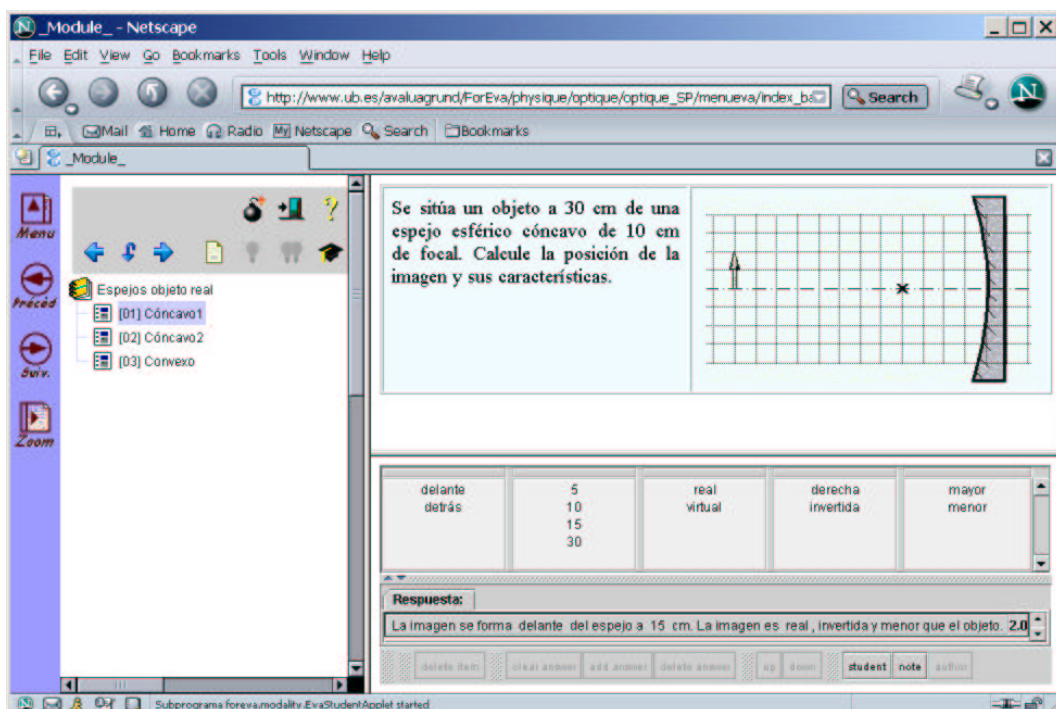 _Module_ - Netscape
File Edit View Go Bookmarks Tools Window Help
http://www.ub.es/avaluagrund/ForEva/physique/optique/optique_SP/menueva/index_ba
Search
N
Mail Home Radio My Netscape Search Bookmarks
_Module_
Menu
Précéd
Suiv.
Zoom
Espejos objeto real
[01] Cóncavo1
[02] Cóncavo2
[03] Convexo
Se sitúa un objeto a 30 cm de una
espejo esférico cóncavo de 10 cm
de focal. Calcule la posición de la
imagen y sus características.
delante 5 real derecha mayor
detrás 10 virtual invertida menor
15
30
Respuesta:
La imagen se forma delante del espejo a 15 cm. La imagen es real , invertida y menor que el objeto. 2.0
delete item clear answer add answer delete answer up down student note author
Subprograma foreva.modality.EvaStudentApplet started